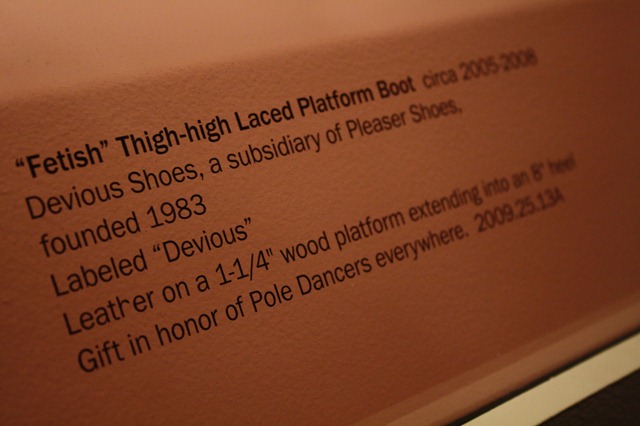 "Fetish" Thigh-high Laced Platform Boot circa 2005-2008
Devious Shoes, a subsidiary of Pleaser Shoes,
founded 1983
Labeled "Devious"
Leather on a 1-1/4" wood platform extending into an 8" heel
Gift in honor of Pole Dancers everywhere. 2009.25.13A